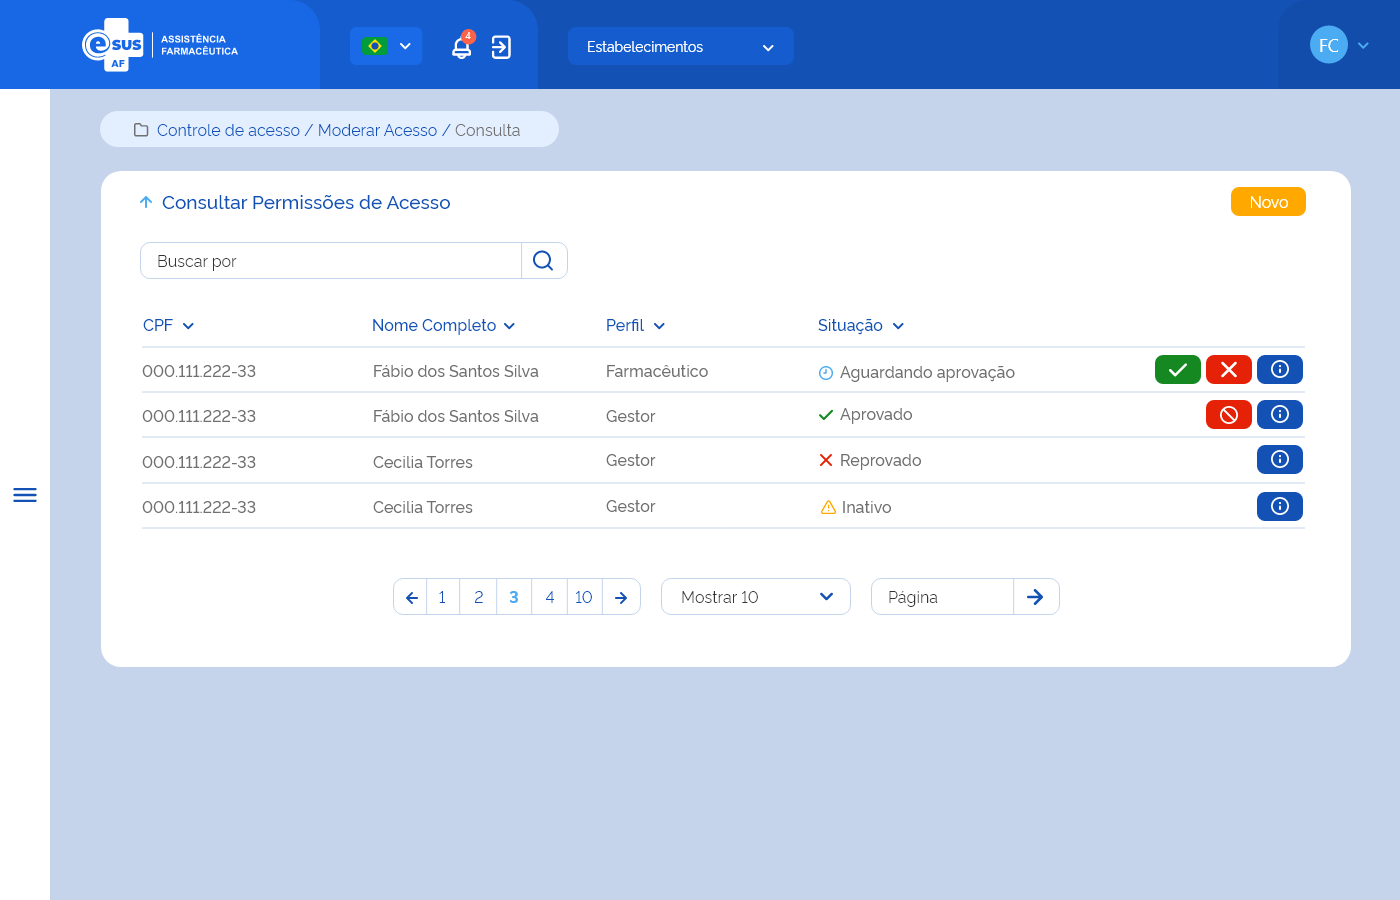 e sus
AF
ASSISTÊNCIA
FARMACÊUTICA
4
Estabelecimentos
FC
Controle de acesso / Moderar Acesso / Consulta
Consultar Permissões de Acesso
Novo
Buscar por
CPF Nome Completo Perfil Situação
000.111.222-33 Fábio dos Santos Silva Farmacêutico Aguardando aprovação
000.111.222-33 Fábio dos Santos Silva Gestor Aprovado
000.111.222-33 Cecilia Torres Gestor Reprovado
000.111.222-33 Cecilia Torres Gestor Inativo
1 2 3 4 10 Mostrar 10 Página